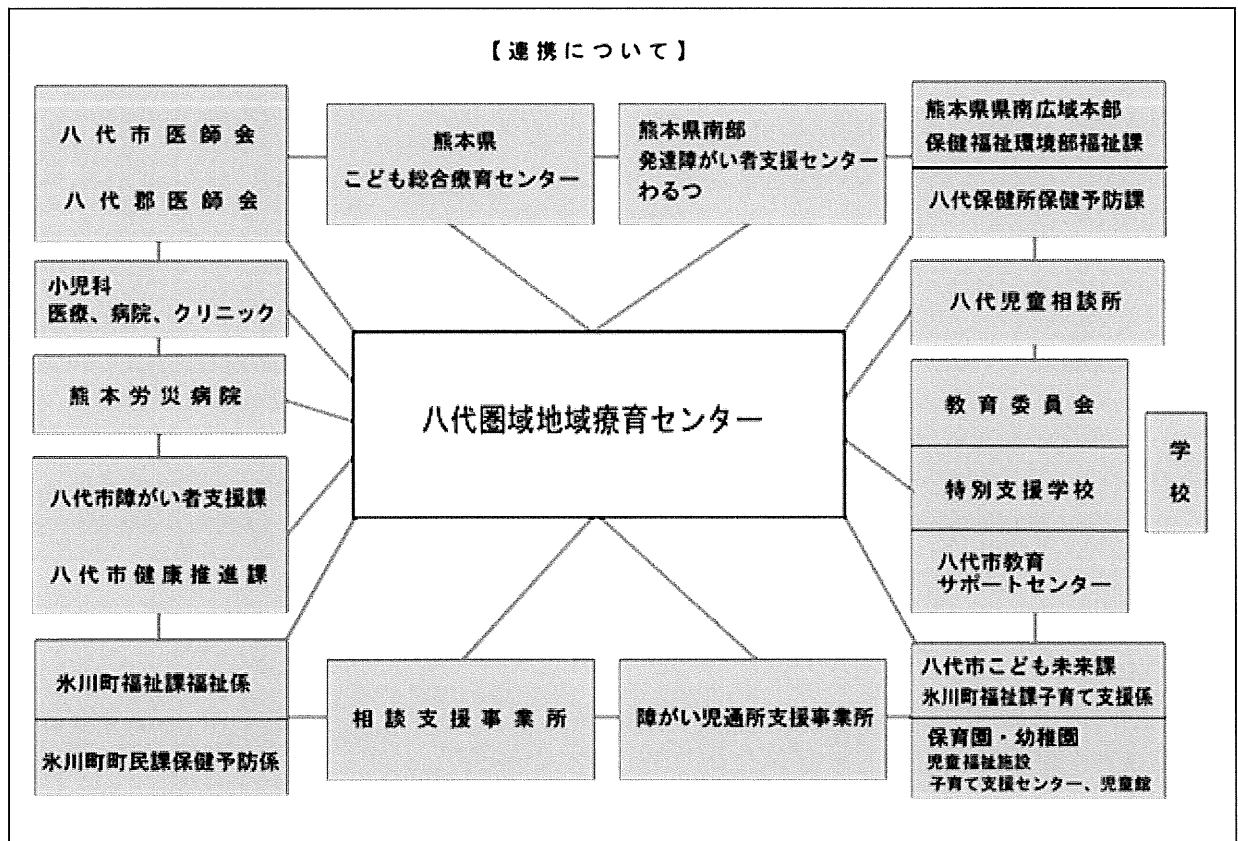 【連携について】
八代市医師会
八代郡医師会
熊本県
こども総合療育センター
熊本県南部
発達障がい者支援センター
わるつ
熊本県県南広域本部
保健福祉環境部福祉課
八代保健所保健予防課
小児科
医療、病院、クリニック
八代児童相談所
熊本労災病院
八代圏域地域療育センター
教育委員会
特別支援学校
八代市教育
サポートセンター
学校
八代市障がい者支援課
八代市健康推進課
氷川町福祉課福祉係
氷川町町民課保健予防係
相談支援事業所
障がい児通所支援事業所
八代市こども未来課
氷川町福祉課子育て支援係
保育園・幼稚園
児童福祉施設
子育て支援センター、児童館